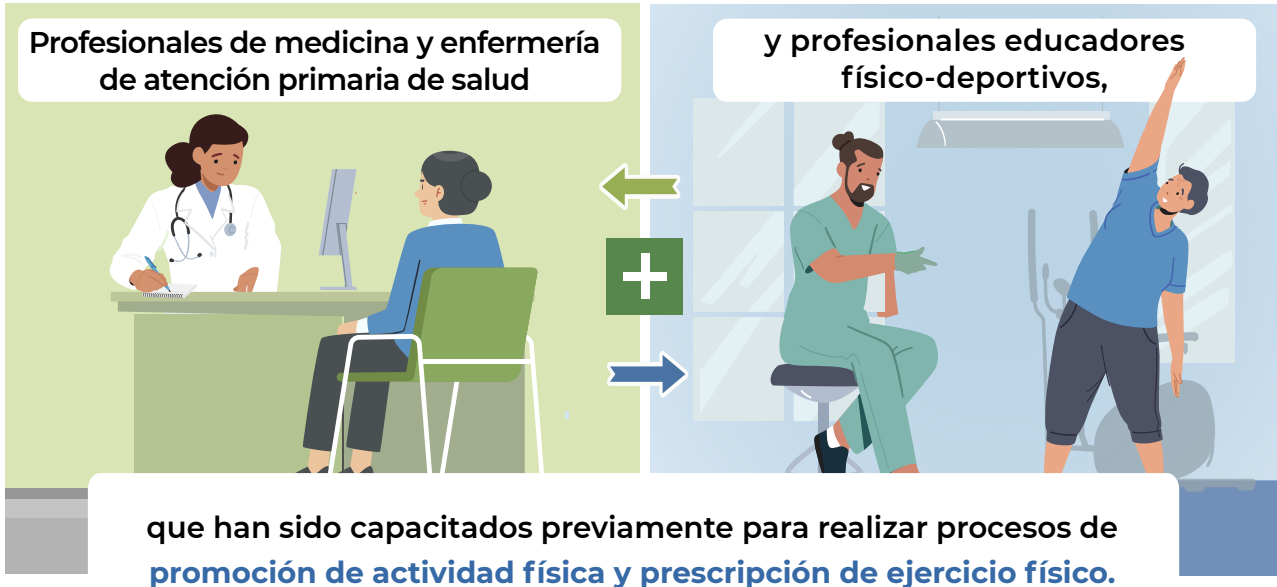 Profesionales de medicina y enfermería
de atención primaria de salud
y profesionales educadores
físico-deportivos,
que han sido capacitados previamente para realizar procesos de
promoción de actividad física y prescripción de ejercicio físico.